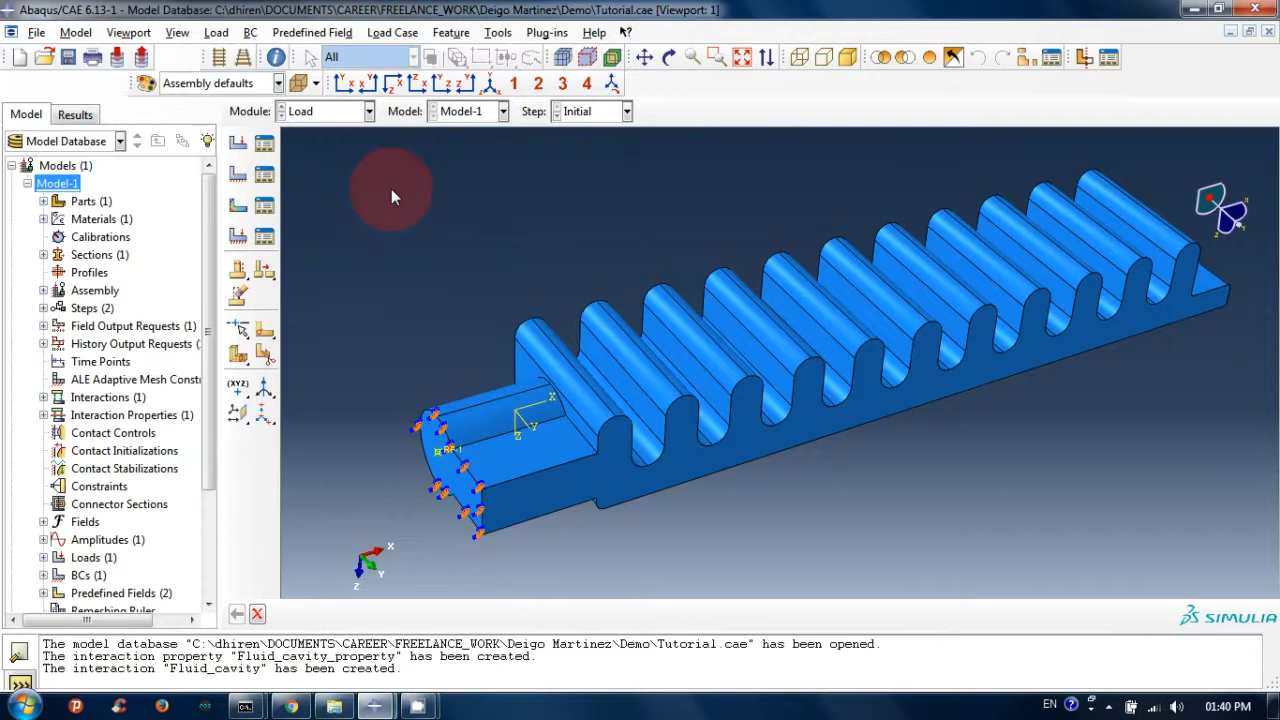 Abaqus/CAE 6.13-1 - Model Database: C:\dhiren\DOCUMENTS\CAREER\FREELANCE_WORK\Deigo Martinez\Demo\Tutorial.cae [Viewport: 1]
File Model Viewport View Load BC Predefined Field Load Case Feature Tools Plug-ins Help
All
Assembly defaults
1 2 3 4
Model Results
Module: Load Model: Model-1 Step: Initial
Model Database
Models (1)
Model-1
Parts (1)
Materials (1)
Calibrations
Sections (1)
Profiles
Assembly
Steps (2)
Field Output Requests (1)
History Output Requests (
Time Points
ALE Adaptive Mesh Constr
Interactions (1)
Interaction Properties (1)
Contact Controls
Contact Initializations
Contact Stabilizations
Constraints
Connector Sections
Fields
Amplitudes (1)
Loads (1)
BCs (1)
Predefined Fields (2)
Remeshing Rules
(XYZ)
X
Y
Z
RP-1
X
Y
Z
SIMULIA
The model database "C:\dhiren\DOCUMENTS\CAREER\FREELANCE_WORK\Deigo Martinez\Demo\Tutorial.cae" has been opened.
The interaction property "Fluid_cavity_property" has been created.
The interaction "Fluid_cavity" has been created.
>>>
EN 01:40 PM